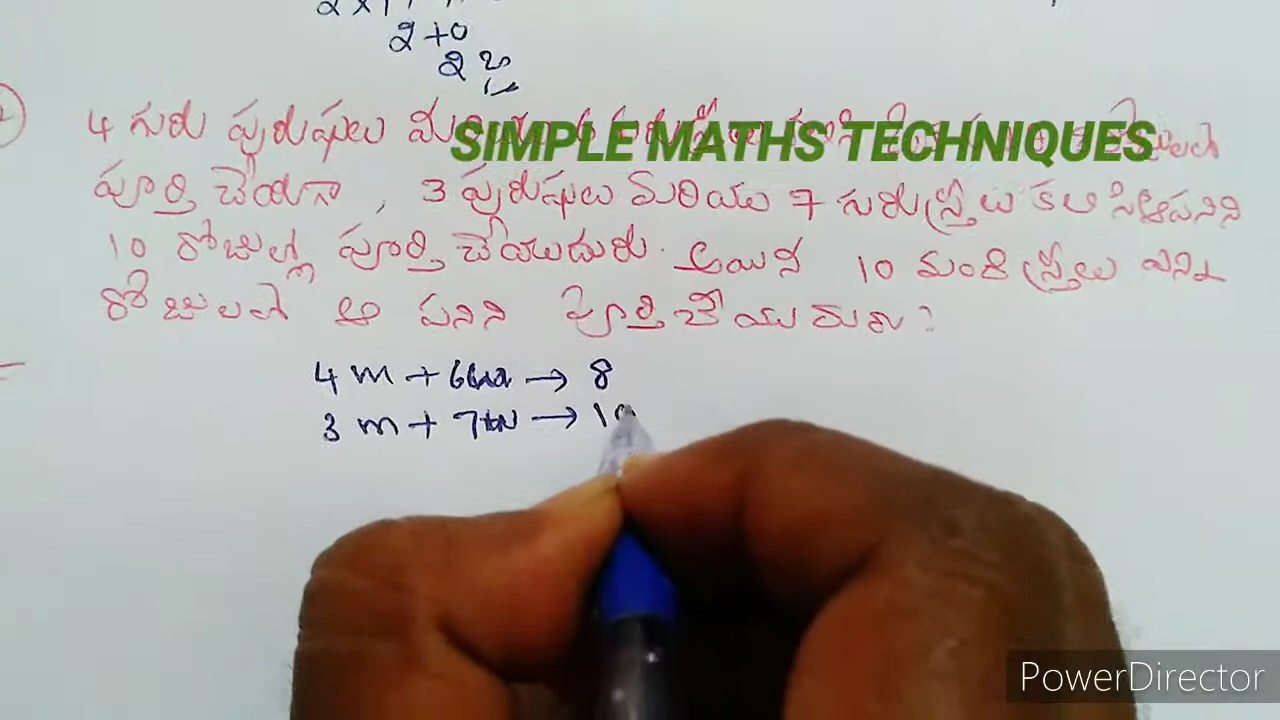 2 + 0
2
4 గురు పురుషులు
SIMPLE MATHS TECHNIQUES
పూర్తి చేయగా , 3 పురుషులు మరియు 7 గురు స్త్రీలు కలిసి ఆ పనిని
10 రోజుల్లో పూర్తి చేయుదురు. అయిన 10 మంది స్త్రీలు ఎన్ని
రోజులలో ఆ పనిని పూర్తి చేయుదురు?
4 m + 6w → 8
3 m + 7w → 10
PowerDirector